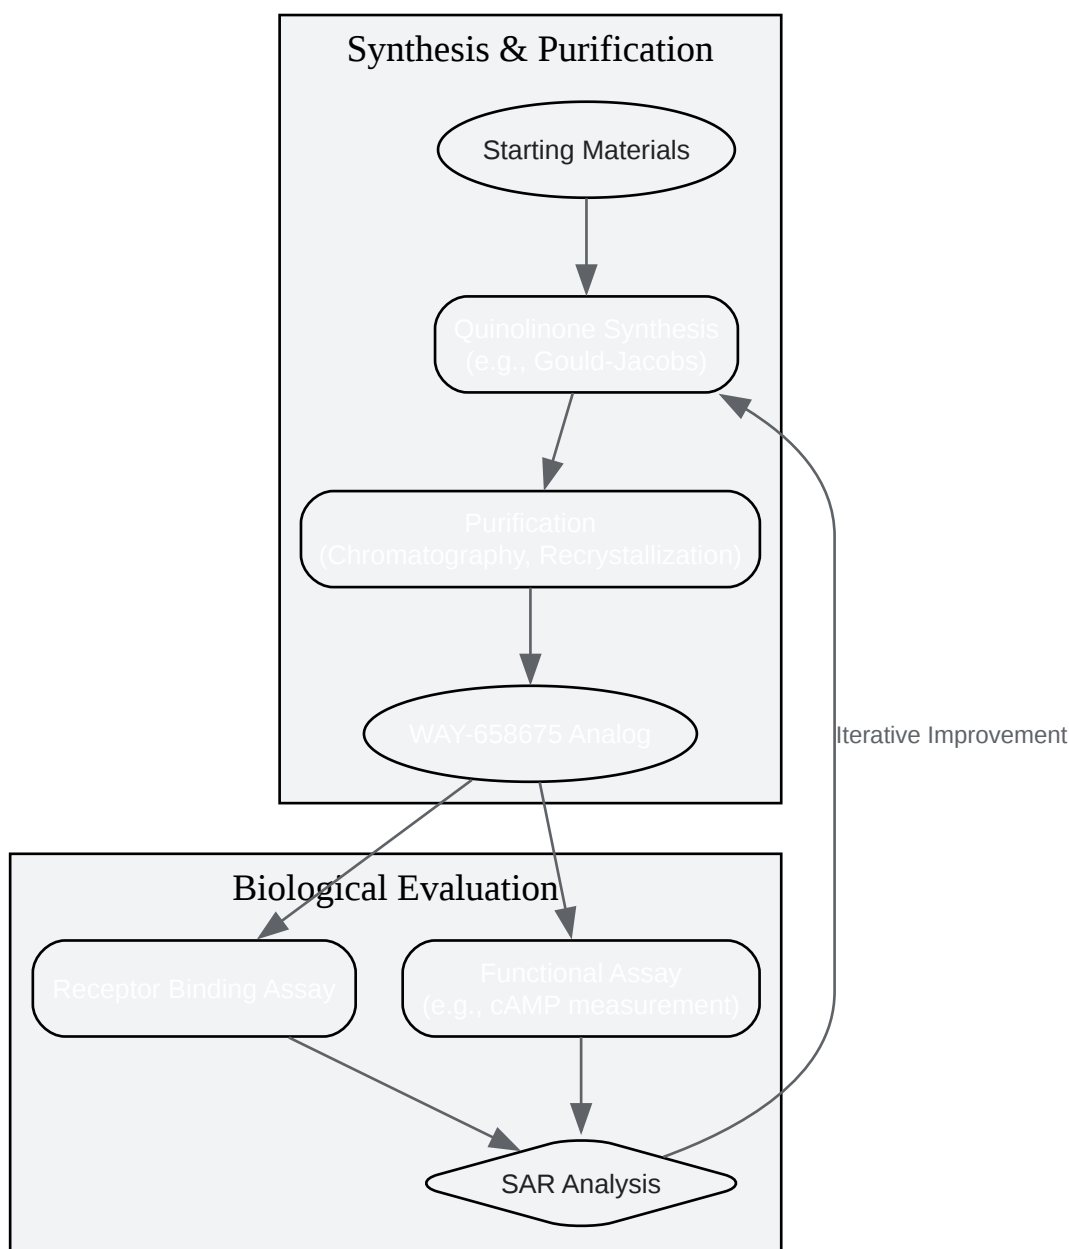 Synthesis & Purification
Starting Materials
Quinolinone Synthesis
(e.g., Gould-Jacobs)
Purification
(Chromatography, Recrystallization)
WAY-658675 Analog
Iterative Improvement
Biological Evaluation
Receptor Binding Assay
Functional Assay
(e.g., cAMP measurement)
SAR Analysis